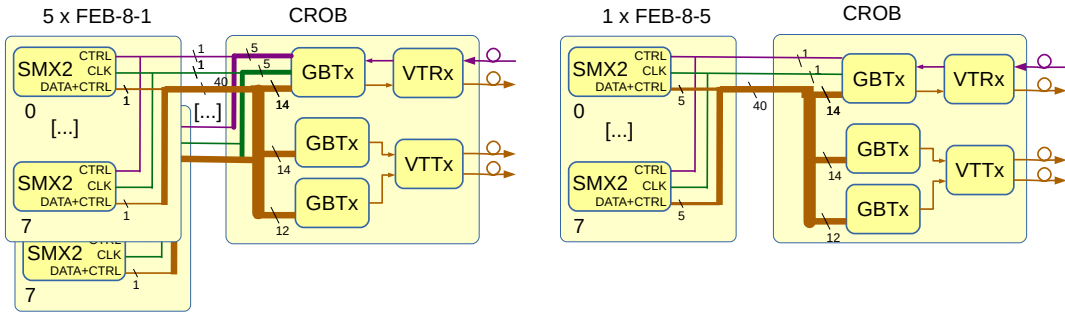 5 x FEB-8-1
CROB
SMX2
CTRL
CLK
DATA+CTRL
1
1
1
5
5
40
[...]
14
GBTx
VTRx
0
[...]
GBTx
14
VTTx
GBTx
12
SMX2
CTRL
CLK
DATA+CTRL
1
7
SMX2
CTRL
CLK
DATA+CTRL
1
7
1 x FEB-8-5
CROB
SMX2
CTRL
CLK
DATA+CTRL
5
1
1
40
14
GBTx
VTRx
0
[...]
GBTx
14
VTTx
GBTx
12
SMX2
CTRL
CLK
DATA+CTRL
5
7